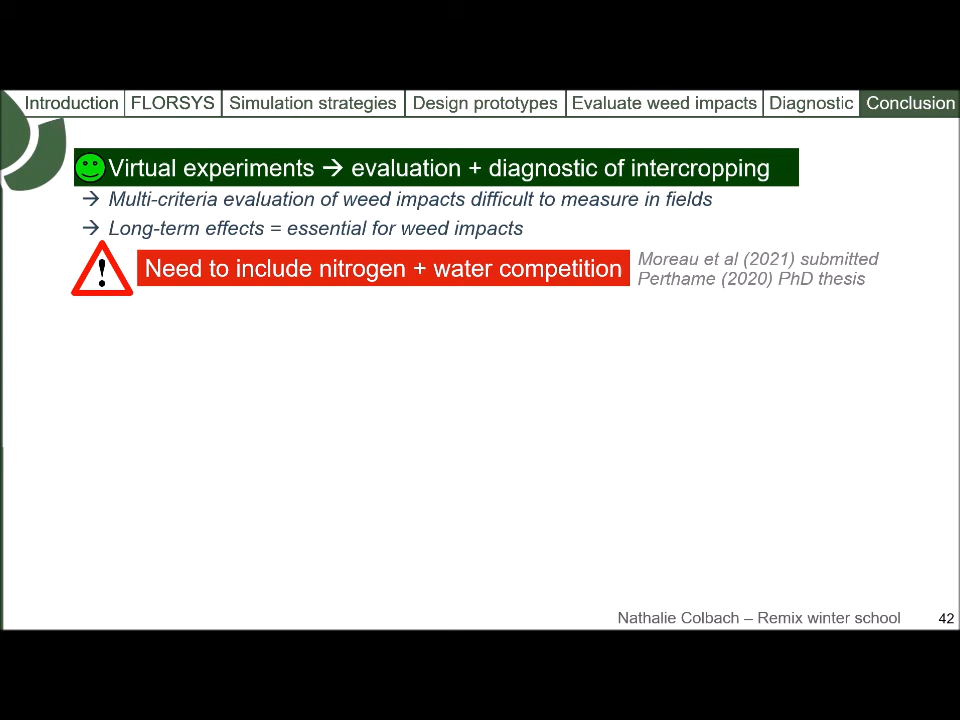 Introduction FLORSYS Simulation strategies Design prototypes Evaluate weed impacts Diagnostic Conclusion
Virtual experiments → evaluation + diagnostic of intercropping
→ Multi-criteria evaluation of weed impacts difficult to measure in fields
→ Long-term effects = essential for weed impacts
! Need to include nitrogen + water competition
Moreau et al (2021) submitted
Perthame (2020) PhD thesis
Nathalie Colbach – Remix winter school 42